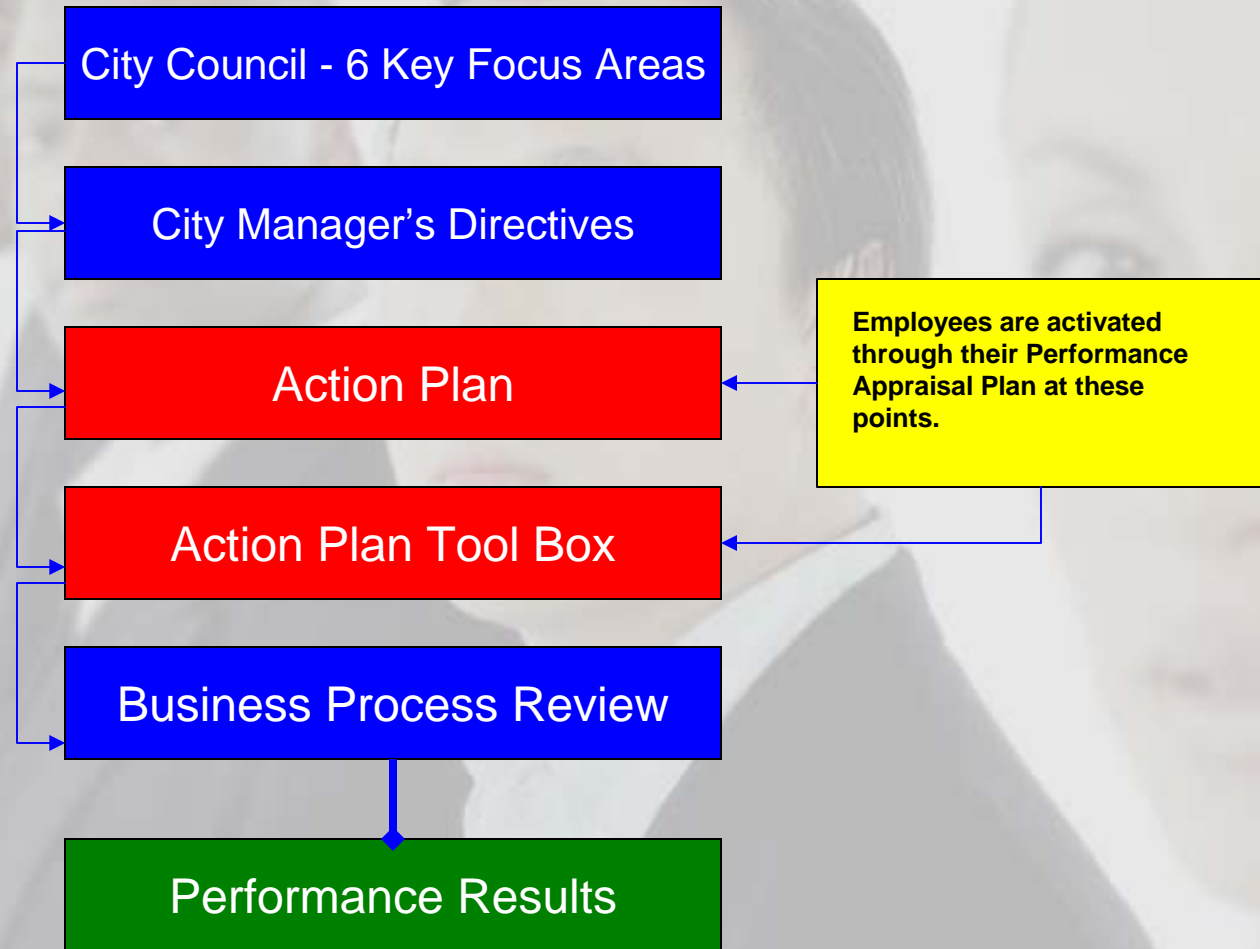 City Council - 6 Key Focus Areas
City Manager’s Directives
Action Plan
Employees are activated
through their Performance
Appraisal Plan at these
points.
Action Plan Tool Box
Business Process Review
Performance Results